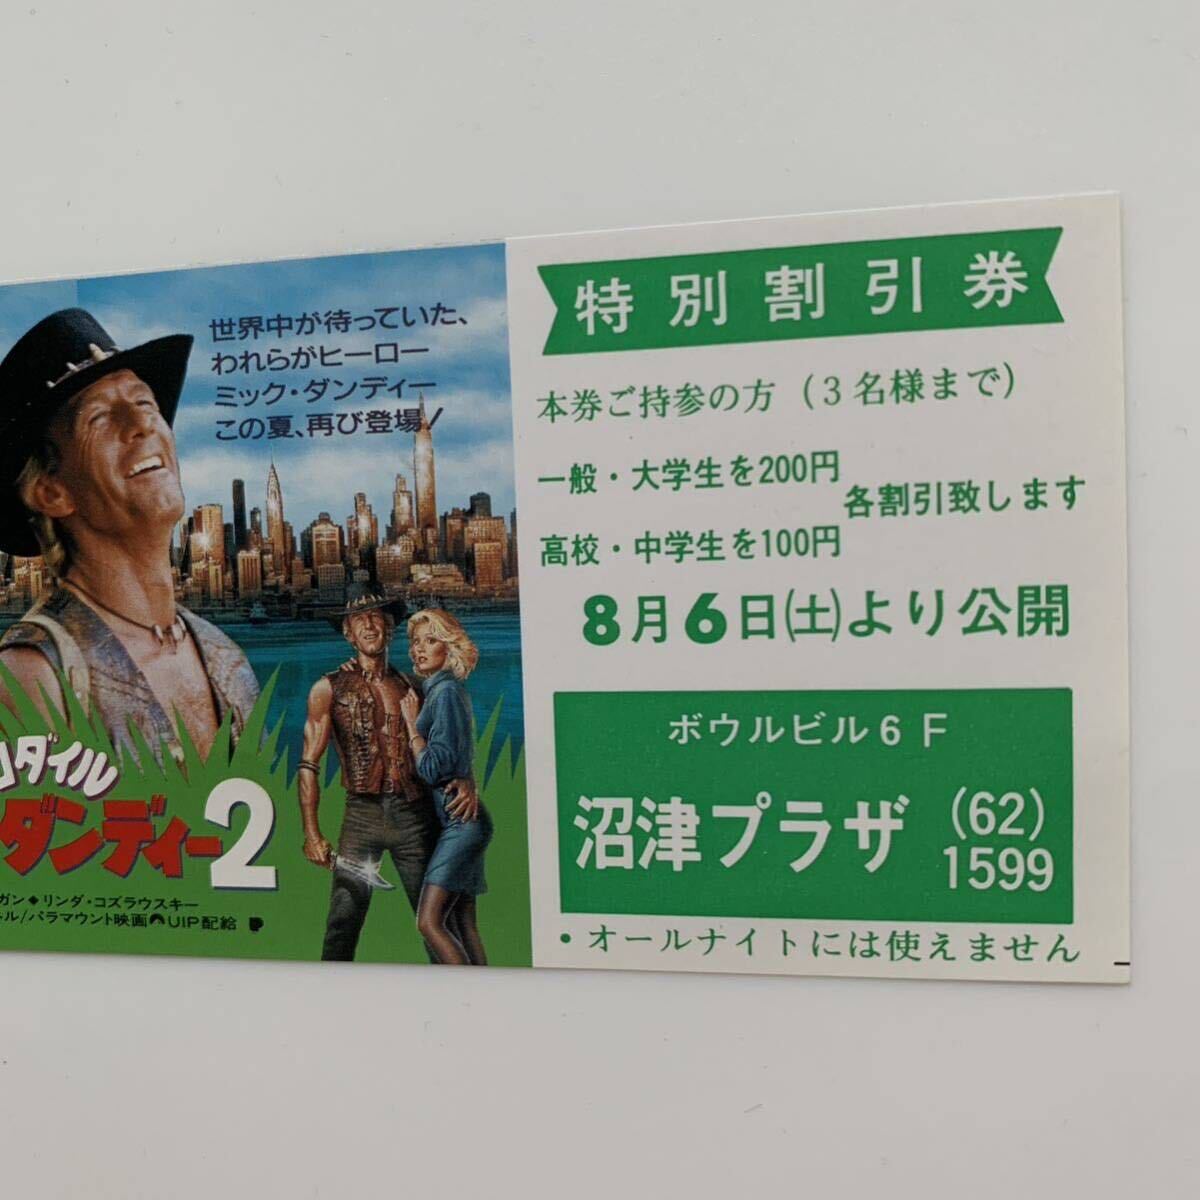 世界中が待っていた、
われらがヒーロー
ミック・ダンディー
この夏、再び登場!
ダイル
ダンディー2
ガン◆リンダ・コズラウスキー
ネル/パラマウント映画 UIP配給
特別割引券
本券ご持参の方（3名様まで）
一般・大学生を200円
高校・中学生を100円
各割引致します
8月6日(土)より公開
ボウルビル6F
沼津プラザ
(62)
1599
・オールナイトには使えません